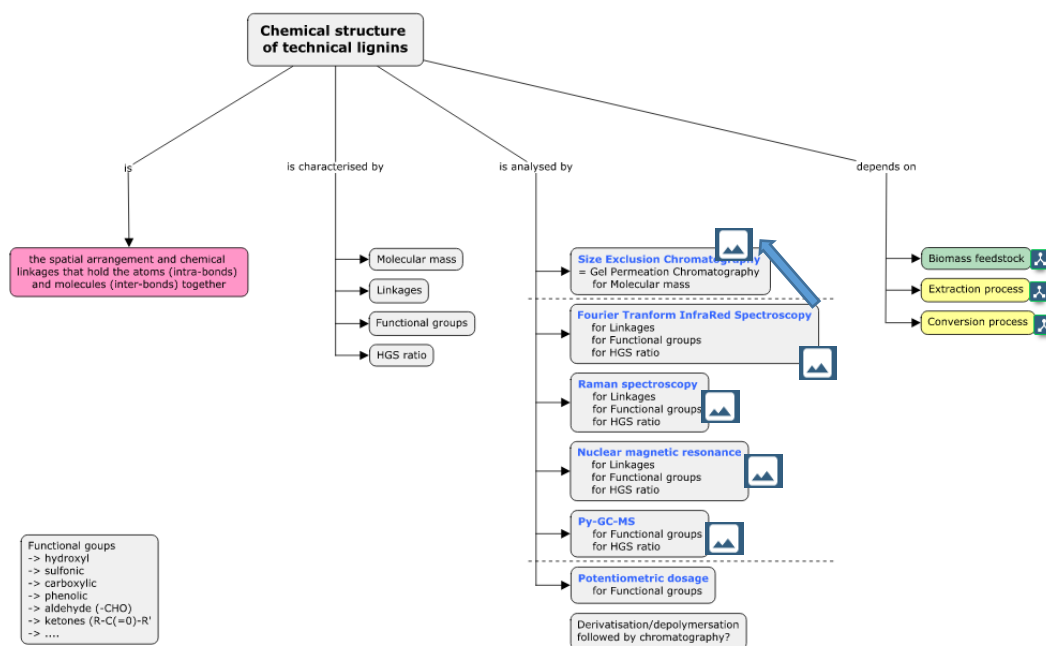 Chemical structure
of technical lignins
is
is characterised by
is analysed by
depends on
the spatial arrangement and chemical
linkages that hold the atoms (intra-bonds)
and molecules (inter-bonds) together
Molecular mass
Linkages
Functional groups
HGS ratio
Size Exclusion Chromatography
= Gel Permeation Chromatography
for Molecular mass
Fourier Tranform InfraRed Spectroscopy
for Linkages
for Functional groups
for HGS ratio
Raman spectroscopy
for Linkages
for Functional groups
for HGS ratio
Nuclear magnetic resonance
for Linkages
for Functional groups
for HGS ratio
Py-GC-MS
for Functional groups
for HGS ratio
Potentiometric dosage
for Functional groups
Derivatisation/depolymersation
followed by chromatography?
Biomass feedstock
Extraction process
Conversion process
Functional goups
-> hydroxyl
-> sulfonic
-> carboxylic
-> phenolic
-> aldehyde (-CHO)
-> ketones (R-C(=0)-R'
-> ....